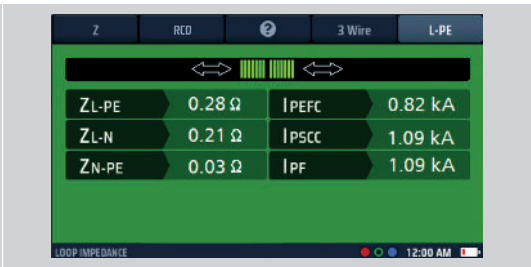 Z RCD ? 3 Wire L-PE
ZL-PE 0.28 Ω IPEFC 0.82 kA
ZL-N 0.21 Ω IPSCC 1.09 kA
ZN-PE 0.03 Ω IPF 1.09 kA
LOOP IMPEDANCE 12:00 AM